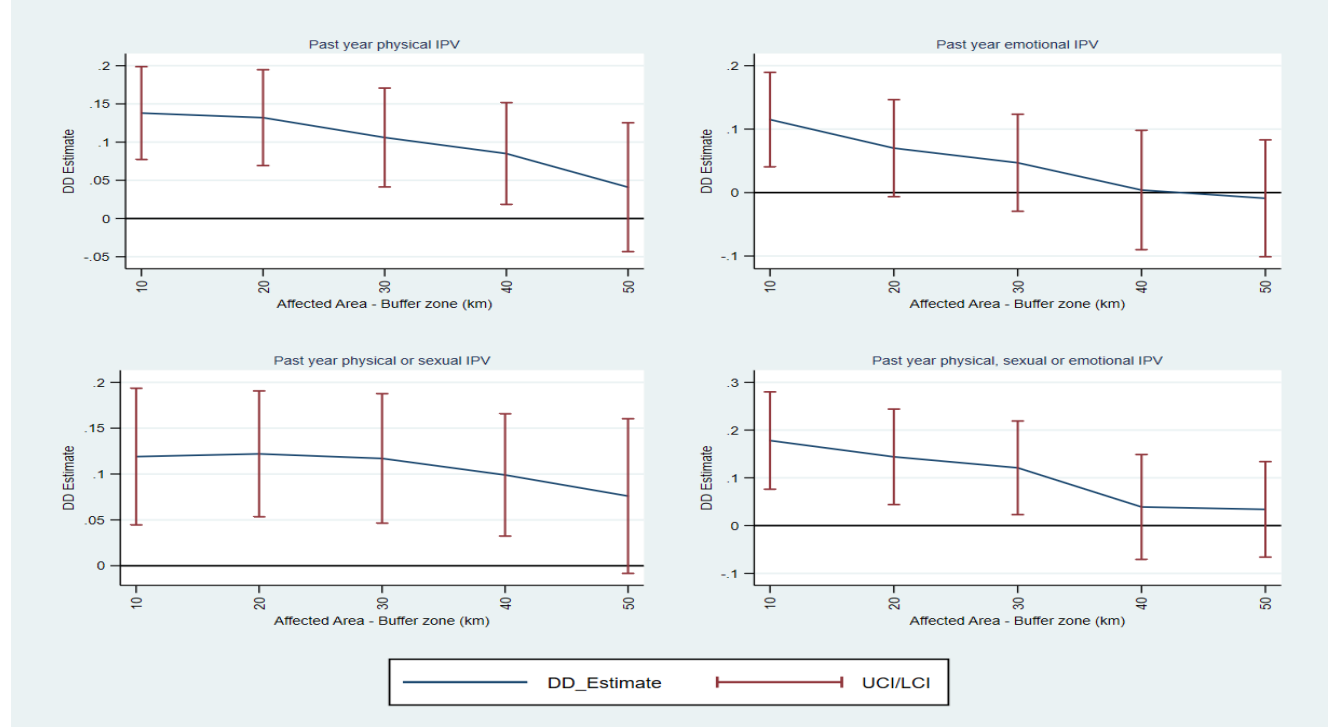 Past year physical IPV
.2
.15
.1
.05
0
-.05
DD Estimate
10 20 30 40 50
Affected Area - Buffer zone (km)
Past year emotional IPV
.2
.1
0
-.1
DD Estimate
10 20 30 40 50
Affected Area - Buffer zone (km)
Past year physical or sexual IPV
.2
.15
.1
.05
0
DD Estimate
10 20 30 40 50
Affected Area - Buffer zone (km)
Past year physical, sexual or emotional IPV
.3
.2
.1
0
-.1
DD Estimate
10 20 30 40 50
Affected Area - Buffer zone (km)
DD_Estimate UCI/LCI